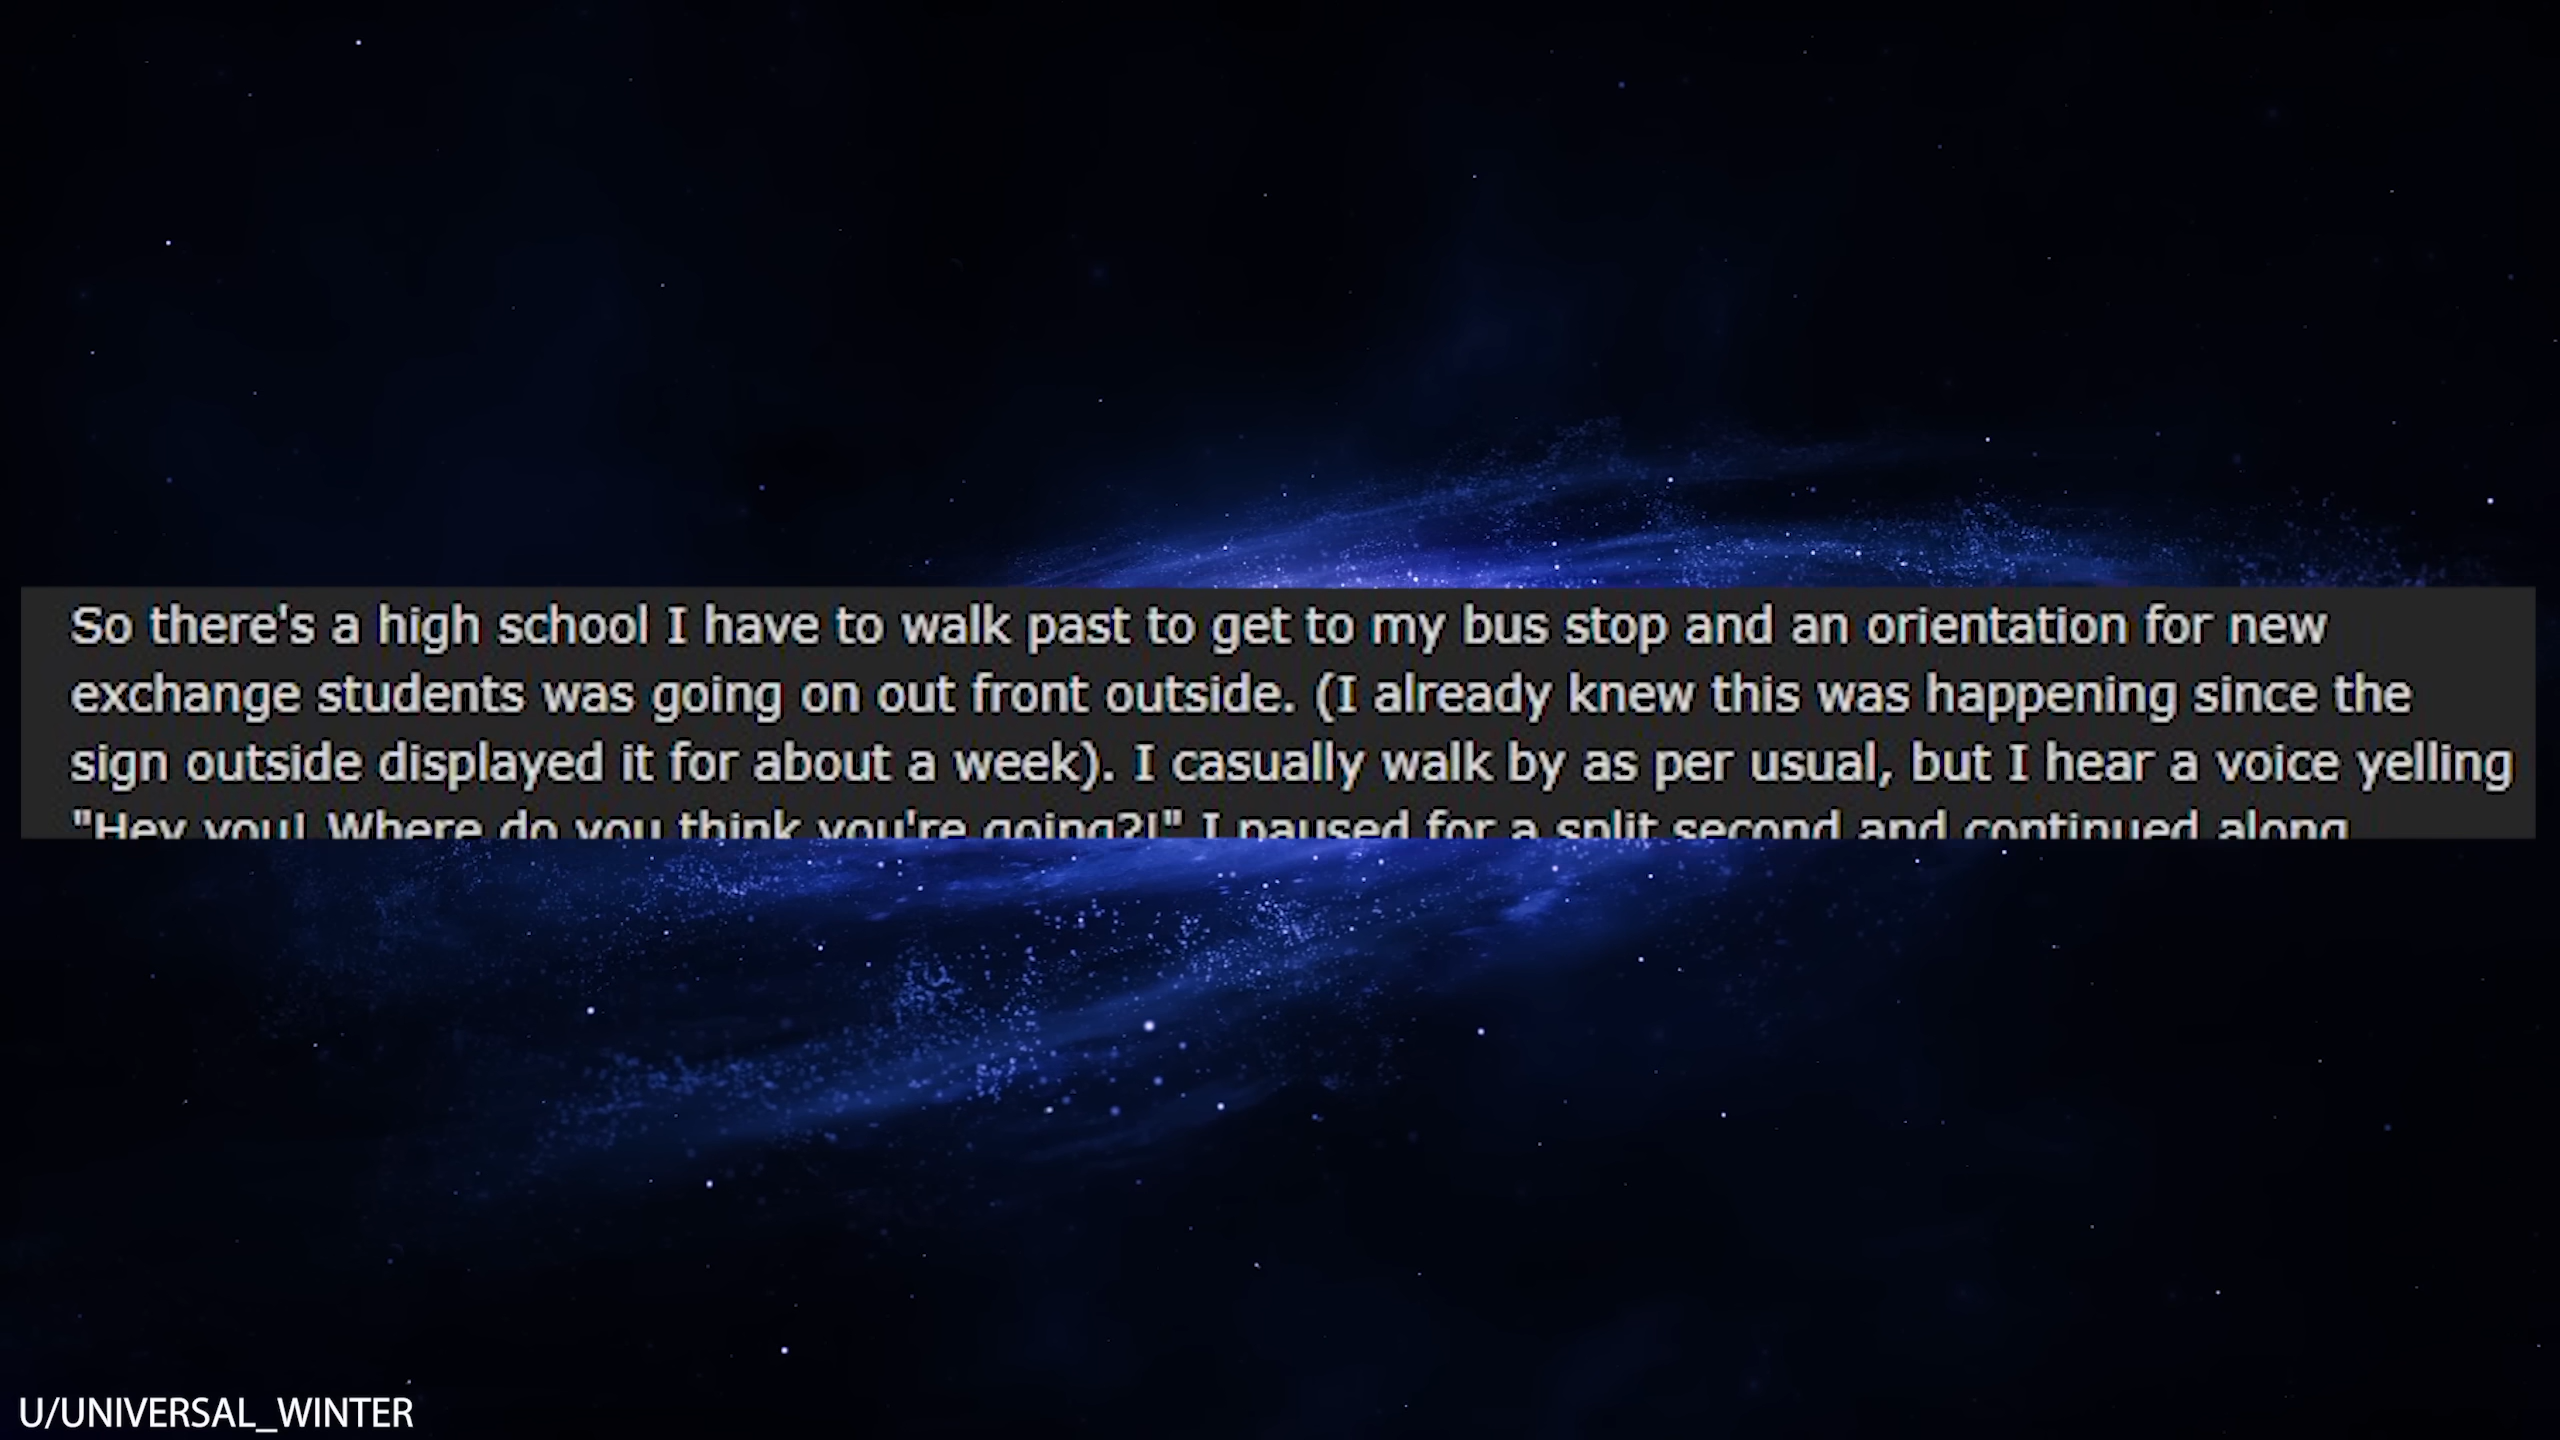 So there's a high school I have to walk past to get to my bus stop and an orientation for new
exchange students was going on out front outside. (I already knew this was happening since the
sign outside displayed it for about a week). I casually walk by as per usual, but I hear a voice yelling
"Hey you! Where do you think you're going?!" I paused for a split second and continued along
U/UNIVERSAL_WINTER